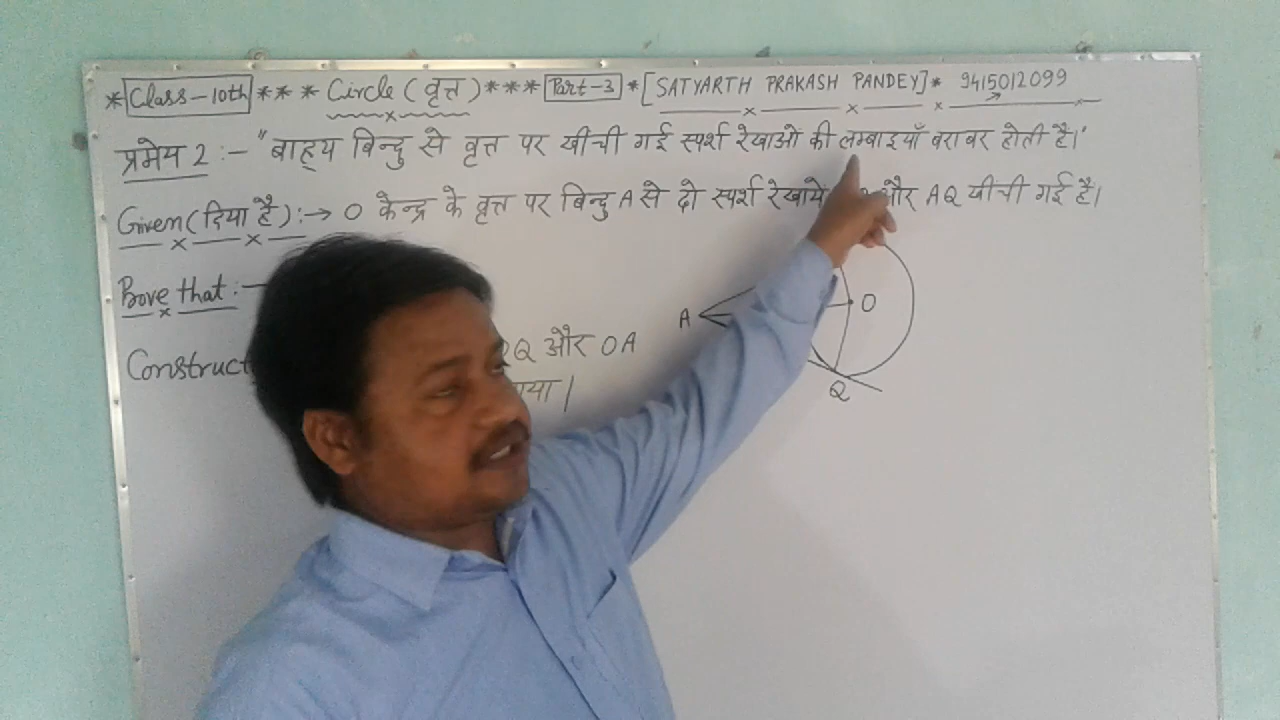 *[Class-10th]*** Circle (वृत्त)***[Part-3]*[SATYARTH PRAKASH PANDEY]* 9415012099
प्रमेय 2 :- "बाह्य बिन्दु से वृत्त पर खीची गई स्पर्श रेखाओ की लम्बाइयाँ बराबर होती है।"
Given(दिया है):→ O केन्द्र के वृत्त पर बिन्दु A से दो स्पर्श रेखाये और AQ खीची गई है।
Prove that:-
A
O
Construct
OQ और OA
गया।
Q